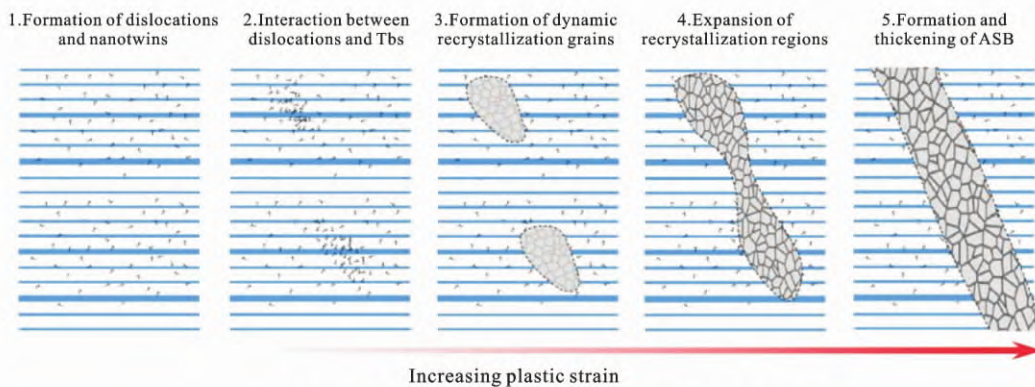 1.Formation of dislocations
and nanotwins
2.Interaction between
dislocations and Tbs
3.Formation of dynamic
recrystallization grains
4.Expansion of
recrystallization regions
5.Formation and
thickening of ASB
Increasing plastic strain